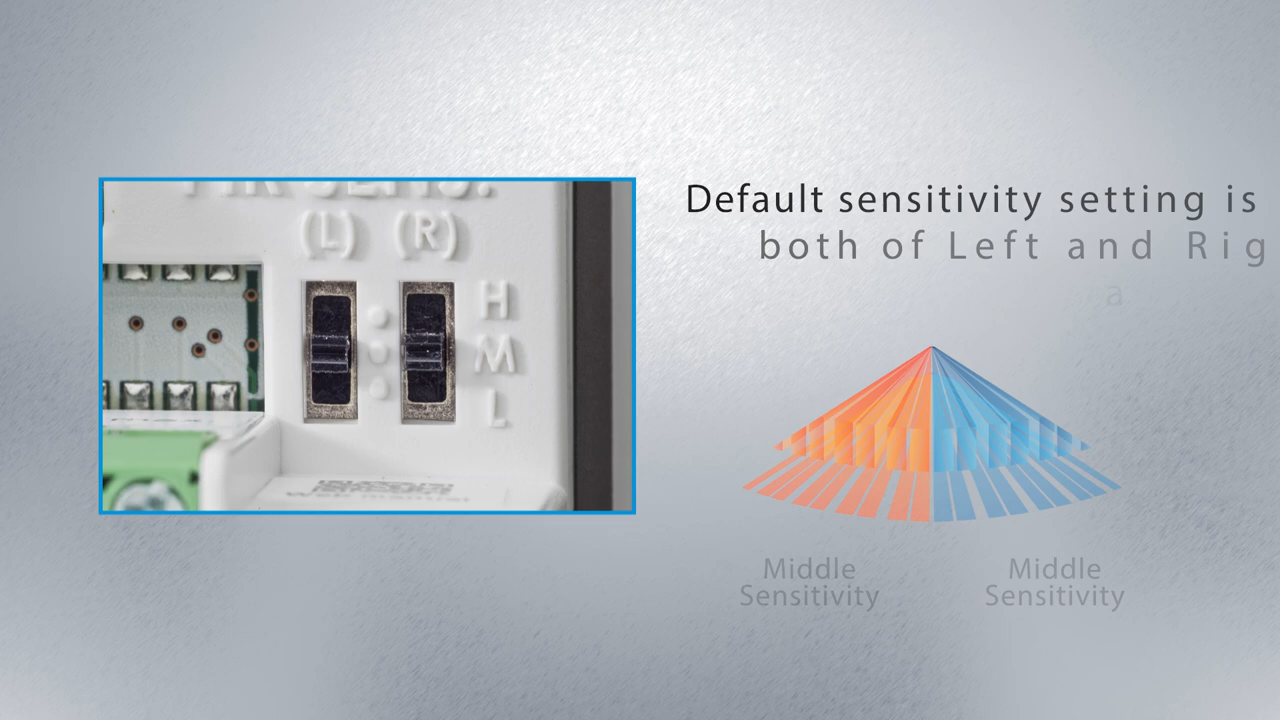 (L) (R)
H
M
L
Default sensitivity setting is
both of Left and Rig
a
Middle
Sensitivity
Middle
Sensitivity